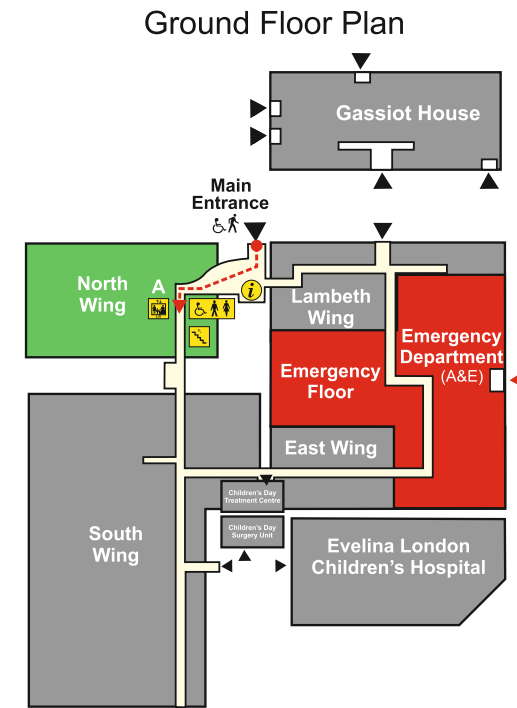 Ground Floor Plan
Gassiot House
Main
Entrance
North
Wing
A
i
Lambeth
Wing
Emergency
Department
(A&E)
Emergency
Floor
East Wing
Children's Day
Treatment Centre
Children's Day
Surgery Unit
South
Wing
Evelina London
Children's Hospital